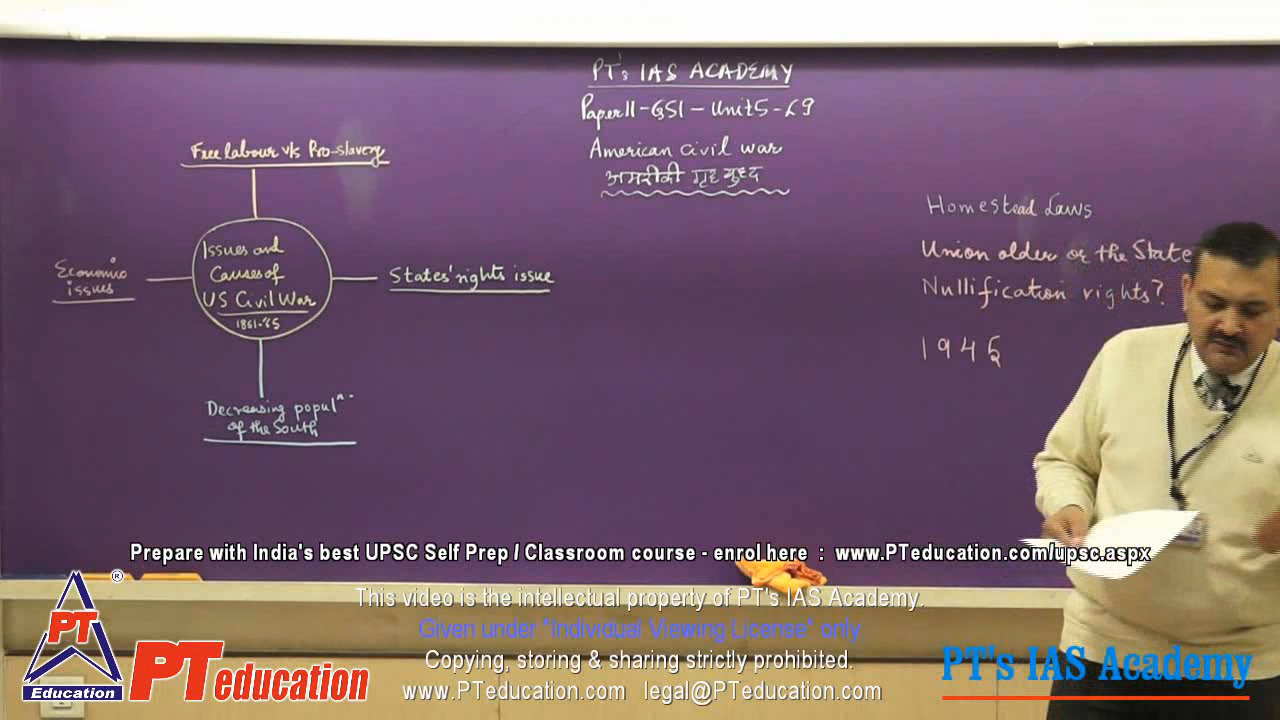 PT's IAS ACADEMY
Paper II - GS1 - Unit 5 - L9
American civil war
अमरीकी गृह युध्द
Free labour v/s Pro-slavery
Issues and
Causes of
US Civil War
1861-'65
Economic
issues
States' rights issue
Decreasing popul^n.
of the South
Homestead Laws
Union older or the State
Nullification rights?
1945
Prepare with India's best UPSC Self Prep / Classroom course - enrol here : www.PTeducation.com/upsc.aspx
This video is the intellectual property of PT's IAS Academy.
Given under "Individual Viewing License" only
Copying, storing & sharing strictly prohibited.
www.PTeducation.com legal@PTeducation.com
PT
®
Education
PT education
PT's IAS Academy